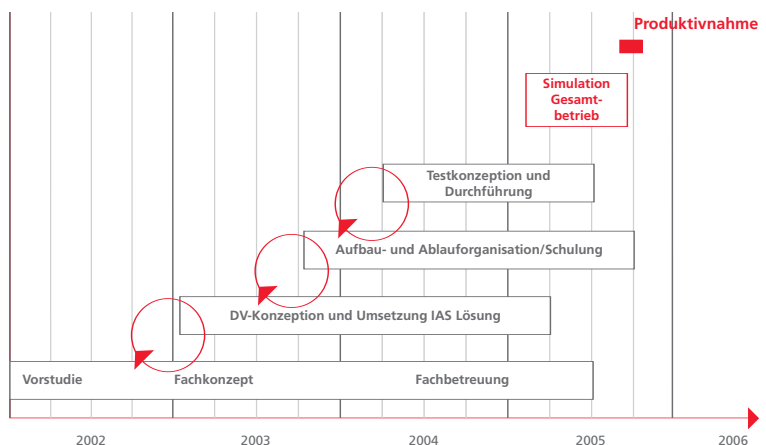 Produktivnahme
Simulation
Gesamt-
betrieb
Testkonzeption und
Durchführung
Aufbau- und Ablauforganisation/Schulung
DV-Konzeption und Umsetzung IAS Lösung
Vorstudie Fachkonzept Fachbetreuung
2002 2003 2004 2005 2006